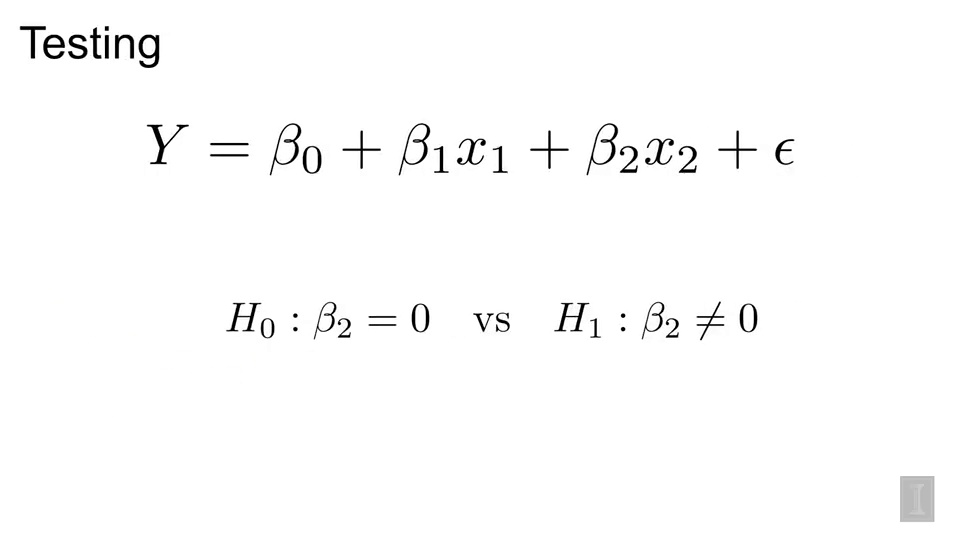 Testing
Y = β₀ + β₁x₁ + β₂x₂ + ϵ
H₀ : β₂ = 0 vs H₁ : β₂ ≠ 0
I